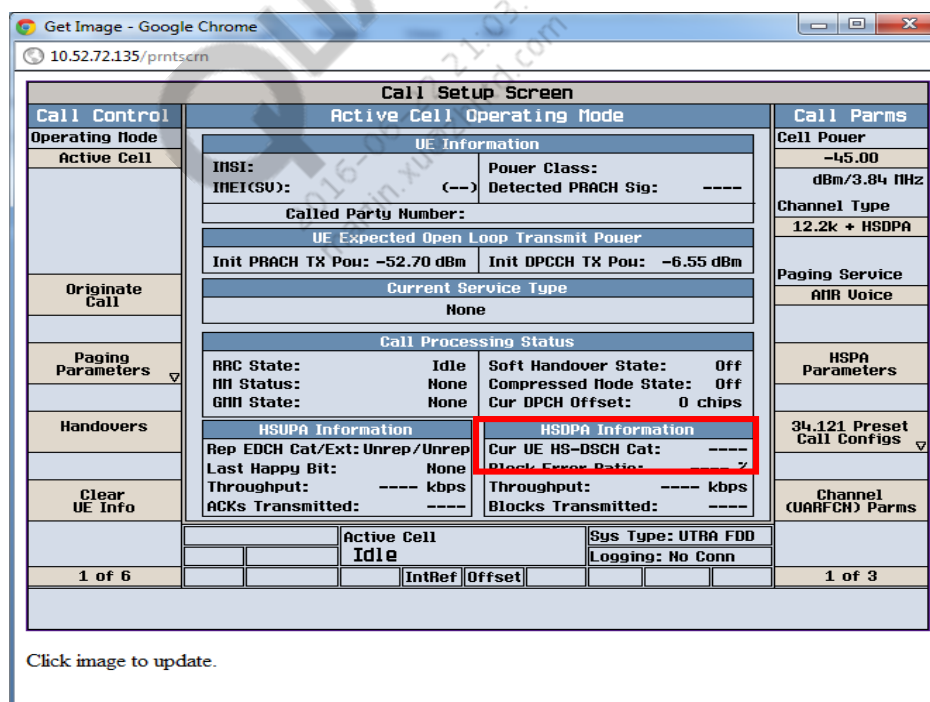 Get Image - Google Chrome
10.52.72.135/prntscrn
Call Setup Screen
Call Control
Active Cell Operating Mode
Call Parms
Operating Mode
Active Cell
Originate
Call
Paging
Parameters
Handovers
Clear
UE Info
1 of 6
UE Information
IMSI:
Power Class:
IMEI(SV): (--)
Detected PRACH Sig: ----
Called Party Number:
UE Expected Open Loop Transmit Power
Init PRACH TX Pow: -52.70 dBm
Init DPCCH TX Pow: -6.55 dBm
Current Service Type
None
Call Processing Status
RRC State: Idle
MM Status: None
GMM State: None
Soft Handover State: Off
Compressed Mode State: Off
Cur DPCH Offset: 0 chips
HSUPA Information
Rep EDCH Cat/Ext: Unrep/Unrep
Last Happy Bit: None
Throughput: ---- kbps
ACKs Transmitted: ----
HSDPA Information
Cur UE HS-DSCH Cat: ----
Block Error Ratio: ---- %
Throughput: ---- kbps
Blocks Transmitted: ----
Active Cell
Idle
Sys Type: UTRA FDD
Logging: No Conn
IntRef Offset
Cell Power
-45.00
dBm/3.84 MHz
Channel Type
12.2k + HSDPA
Paging Service
AMR Voice
HSPA
Parameters
34.121 Preset
Call Configs
Channel
(UARFCN) Parms
1 of 3
Click image to update.